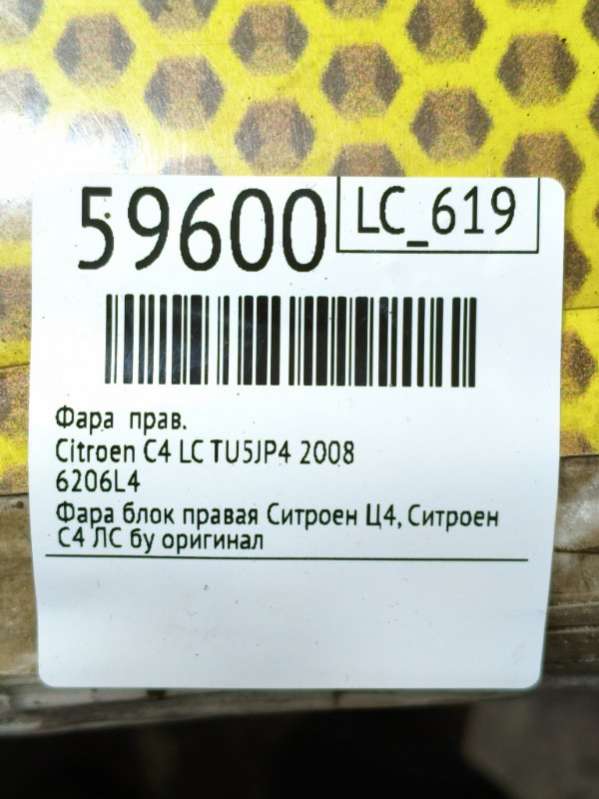 59600
LC_619
Фара прав.
Citroen C4 LC TU5JP4 2008
6206L4
Фара блок правая Ситроен Ц4, Ситроен
С4 ЛС бу оригинал